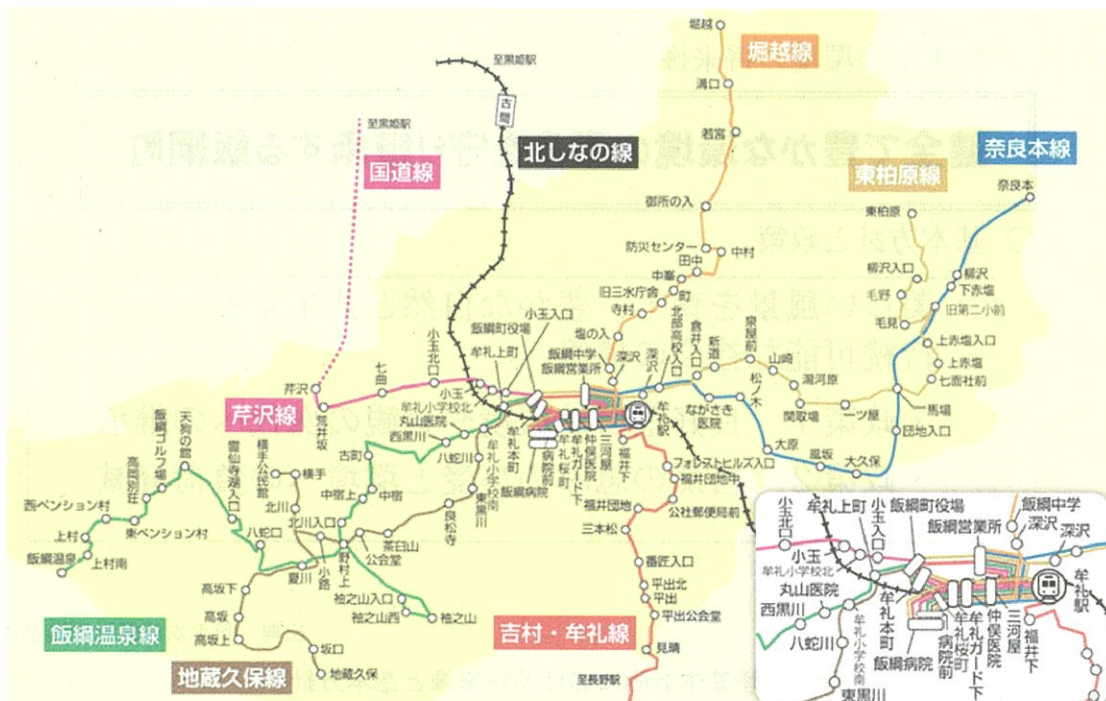 堀越線
堀越
溝口
若宮
御所の入
防災センター
中村
田中
中峯
町
旧三水庁舎
寺村
塩の入
深沢
至黒姫駅
古間
北しなの線
至黒姫駅
国道線
奈良本線
奈良本
東柏原線
東柏原
柳沢入口
毛野
毛見
柳沢
下赤塩
旧第二小前
上赤塩入口
上赤塩
七面社前
馬場
団地入口
大久保
風坂
大原
松ノ木
ながさき医院
北部高校入口
深沢
倉井入口
新道
泉屋前
山崎
湯河原
関取場
一ツ屋
芹沢
荒井坂
七曲
小玉北口
小玉
小玉入口
牟礼上町
飯綱町役場
飯綱中学
飯綱営業所
芹沢線
牟礼小学校北
丸山医院
西黒川
八蛇川
牟礼小学校南
東黒川
良松寺
茶臼山
公会堂
牟礼本町
飯綱病院
病院前
牟礼桜町
牟礼ガード下
仲俣医院
三河屋
牟礼駅
福井下
フォレストヒルズ入口
福井団地中
福井団地
公社郵便局前
三本松
番匠入口
平出北
平出
平出公会堂
見晴
至長野駅
吉村・牟礼線
古町
中宿
中宿上
北川入口
野村上
小路
夏川
袖之山入口
袖之山西
袖之山
横手
横手公民館
北川
霊仙寺湖入口
八蛇口
天狗の館
飯綱ゴルフ場
高岡別荘
東ペンション村
西ペンション村
上村
上村南
飯綱温泉
飯綱温泉線
高坂下
高坂
高坂上
坂口
地蔵久保
地蔵久保線
小玉北口
牟礼上町
小玉入口
飯綱町役場
飯綱営業所
飯綱中学
深沢
深沢
小玉
牟礼小学校北
丸山医院
西黒川
八蛇川
牟礼小学校南
東黒川
牟礼本町
飯綱病院
病院前
牟礼桜町
牟礼ガード下
仲俣医院
三河屋
福井下
牟礼駅